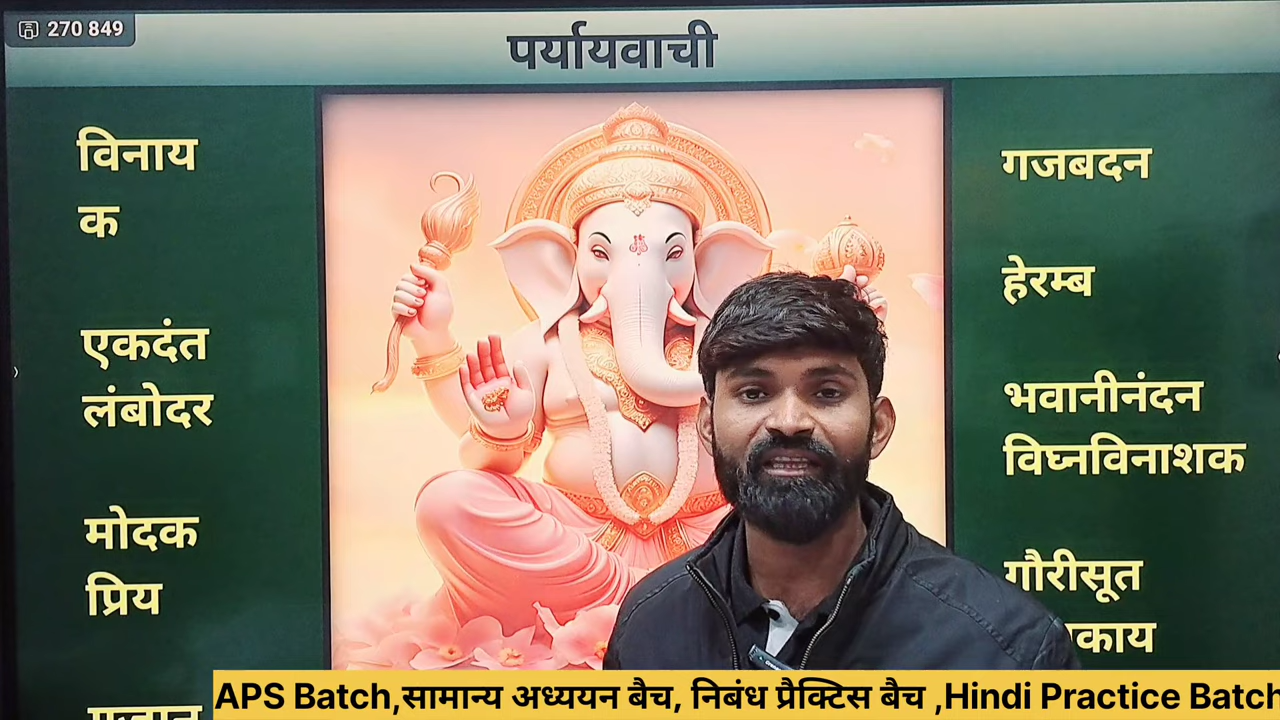 270 849
पर्यायवाची
विनाय
क
एकदंत
लंबोदर
मोदक
प्रिय
गजबदन
हेरम्ब
भवानीनंदन
विघ्नविनाशक
गौरीसूत
APS Batch,सामान्य अध्ययन बैच, निबंध प्रैक्टिस बैच ,Hindi Practice Batch